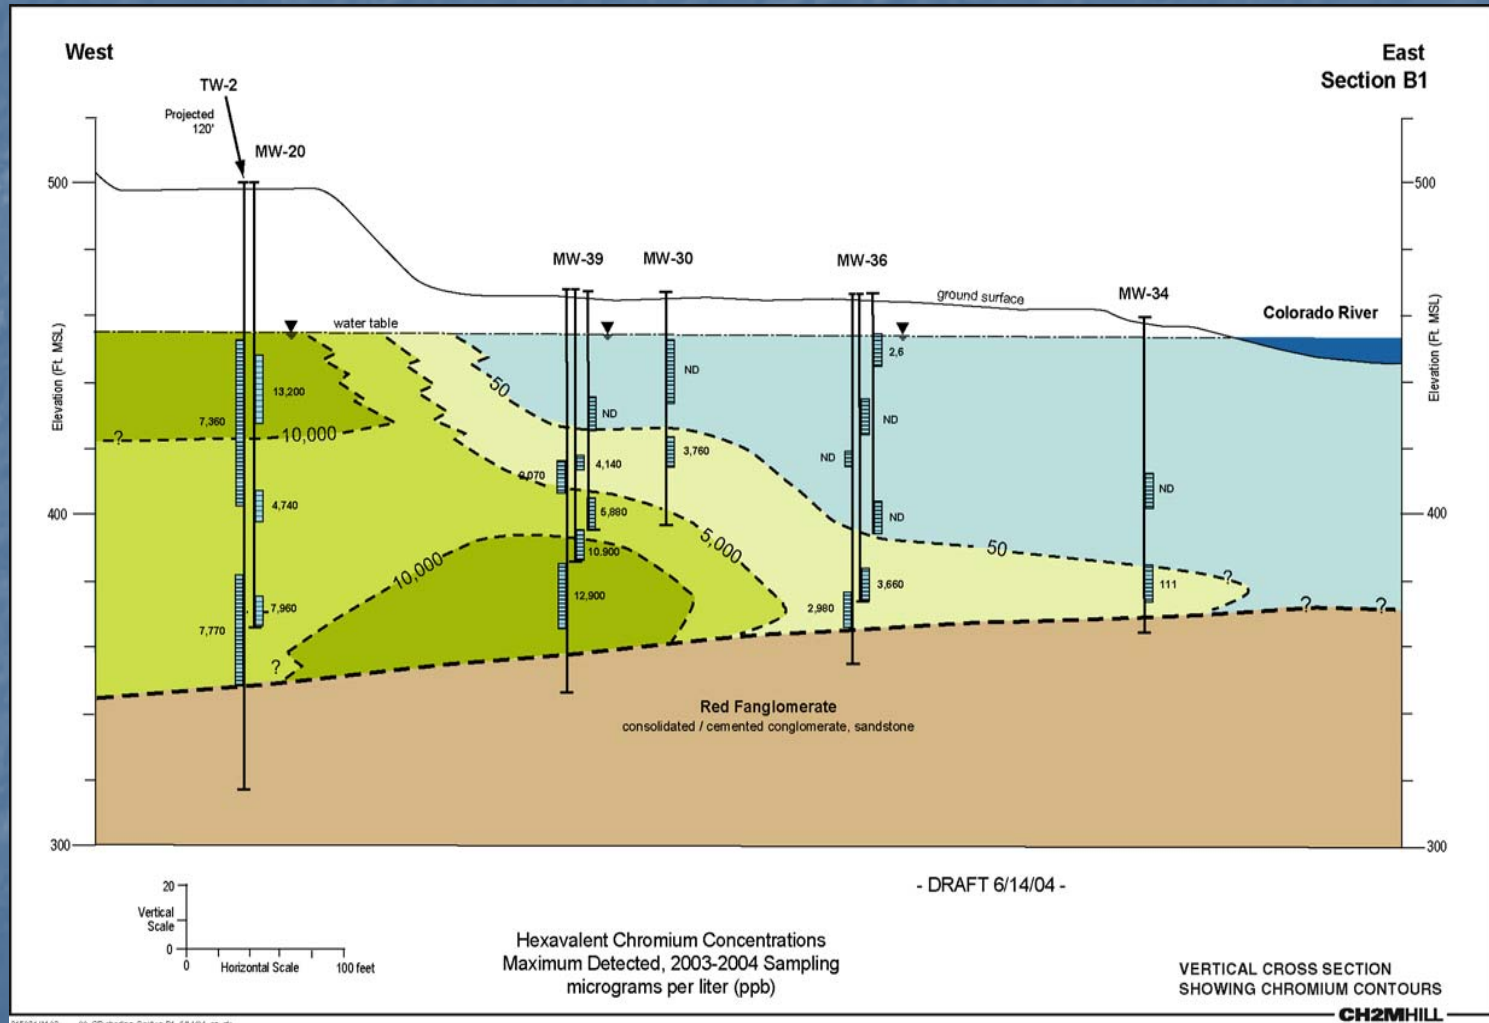 West
East
Section B1
TW-2
Projected
120'
MW-20
500
500
MW-39
MW-30
MW-36
MW-34
ground surface
Colorado River
water table
Elevation (Ft. MSL)
Elevation (Ft. MSL)
2,6
ND
50
13,200
7,360
ND
ND
?
10,000
3,760
ND
4,140
ND
4,740
5,880
ND
400
400
5,000
50
10.900
10,000
?
3,660
111
12,900
7,960
2,980
?
?
7,770
?
Red Fanglomerate
consolidated / cemented conglomerate, sandstone
300
300
20
Vertical
Scale
0
0
Horizontal Scale
100 feet
- DRAFT 6/14/04 -
Hexavalent Chromium Concentrations
Maximum Detected, 2003-2004 Sampling
micrograms per liter (ppb)
VERTICAL CROSS SECTION
SHOWING CHROMIUM CONTOURS
CH2MHILL